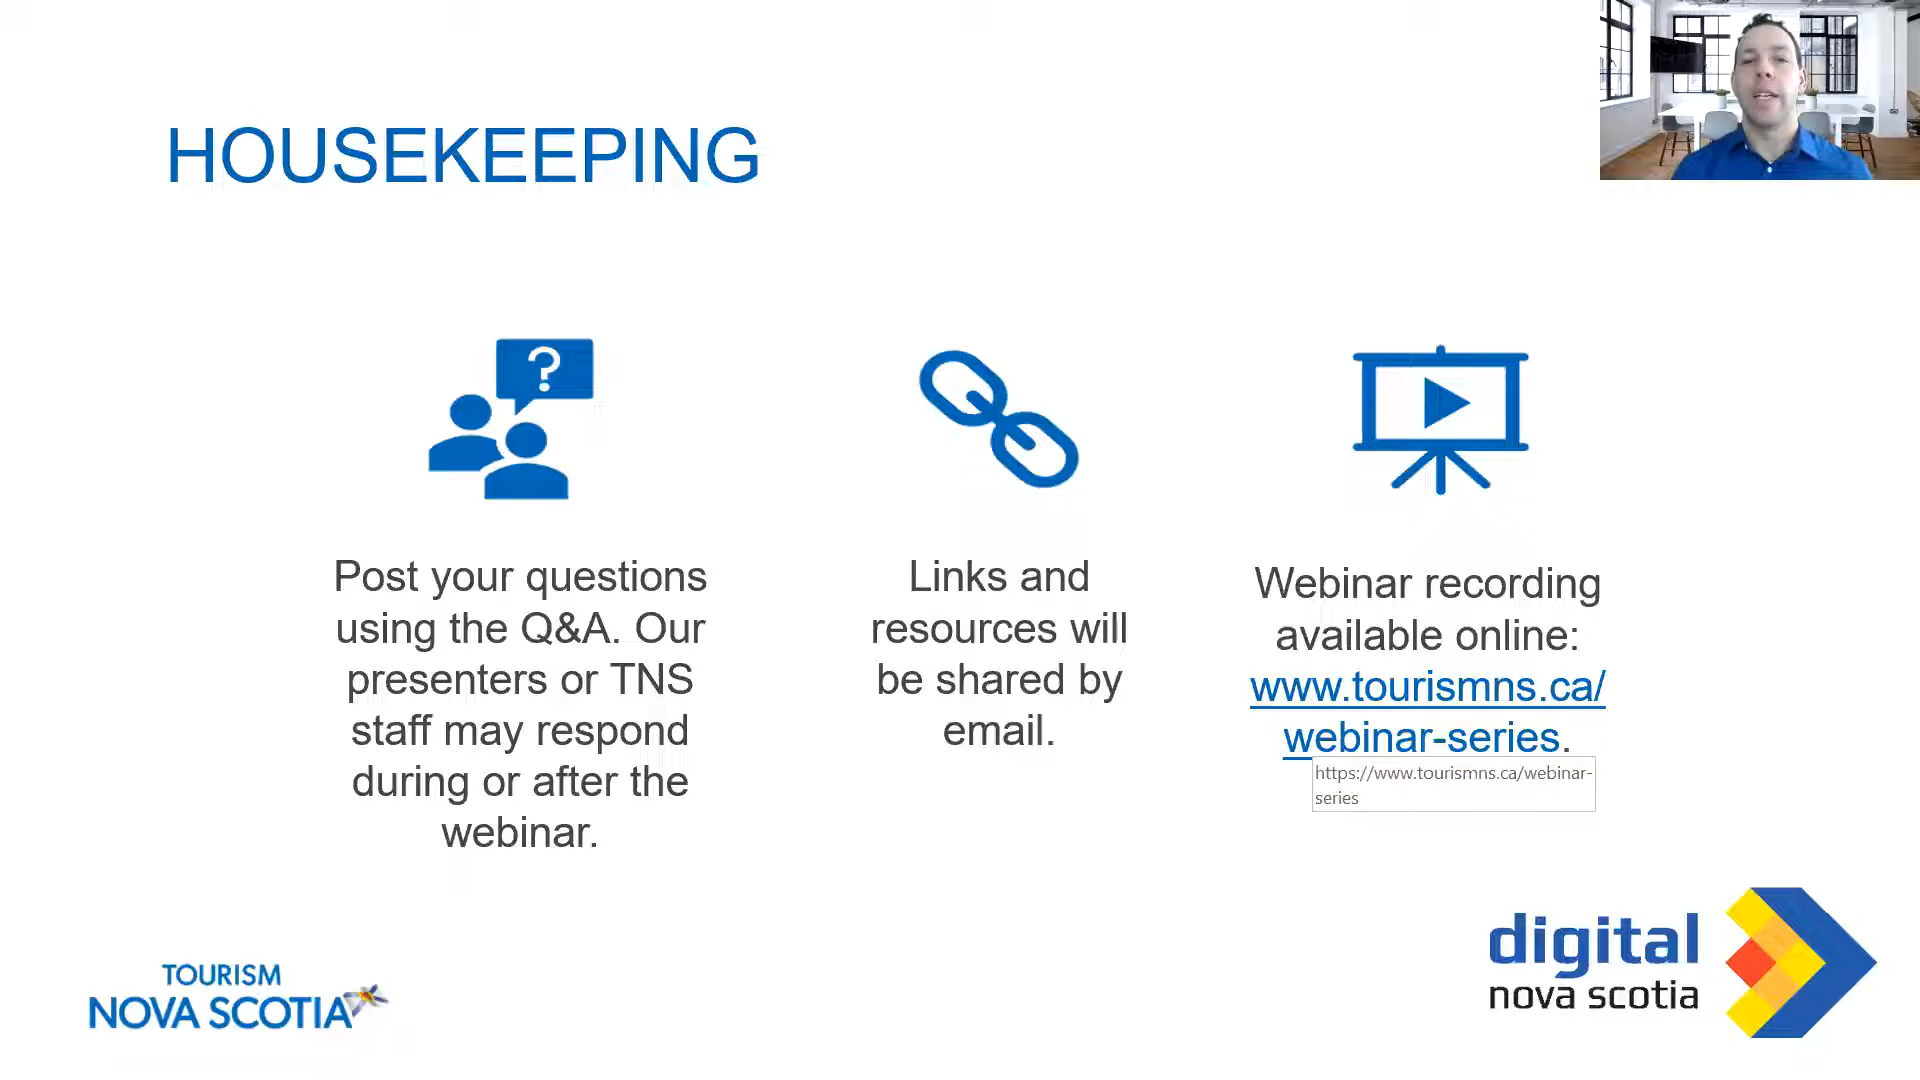 HOUSEKEEPING
?
Post your questions
using the Q&A. Our
presenters or TNS
staff may respond
during or after the
webinar.
Links and
resources will
be shared by
email.
Webinar recording
available online:
www.tourismns.ca/
webinar-series.
https://www.tourismns.ca/webinar-
series
TOURISM
NOVA SCOTIA
digital
nova scotia